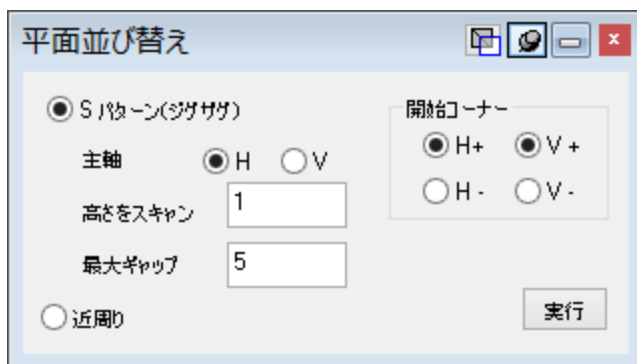 平面並び替え
Sパターン(ジグザグ)
主軸 H V
高さをスキャン 1
最大ギャップ 5
近周り
開始コーナー
H+ V +
H - V -
実行